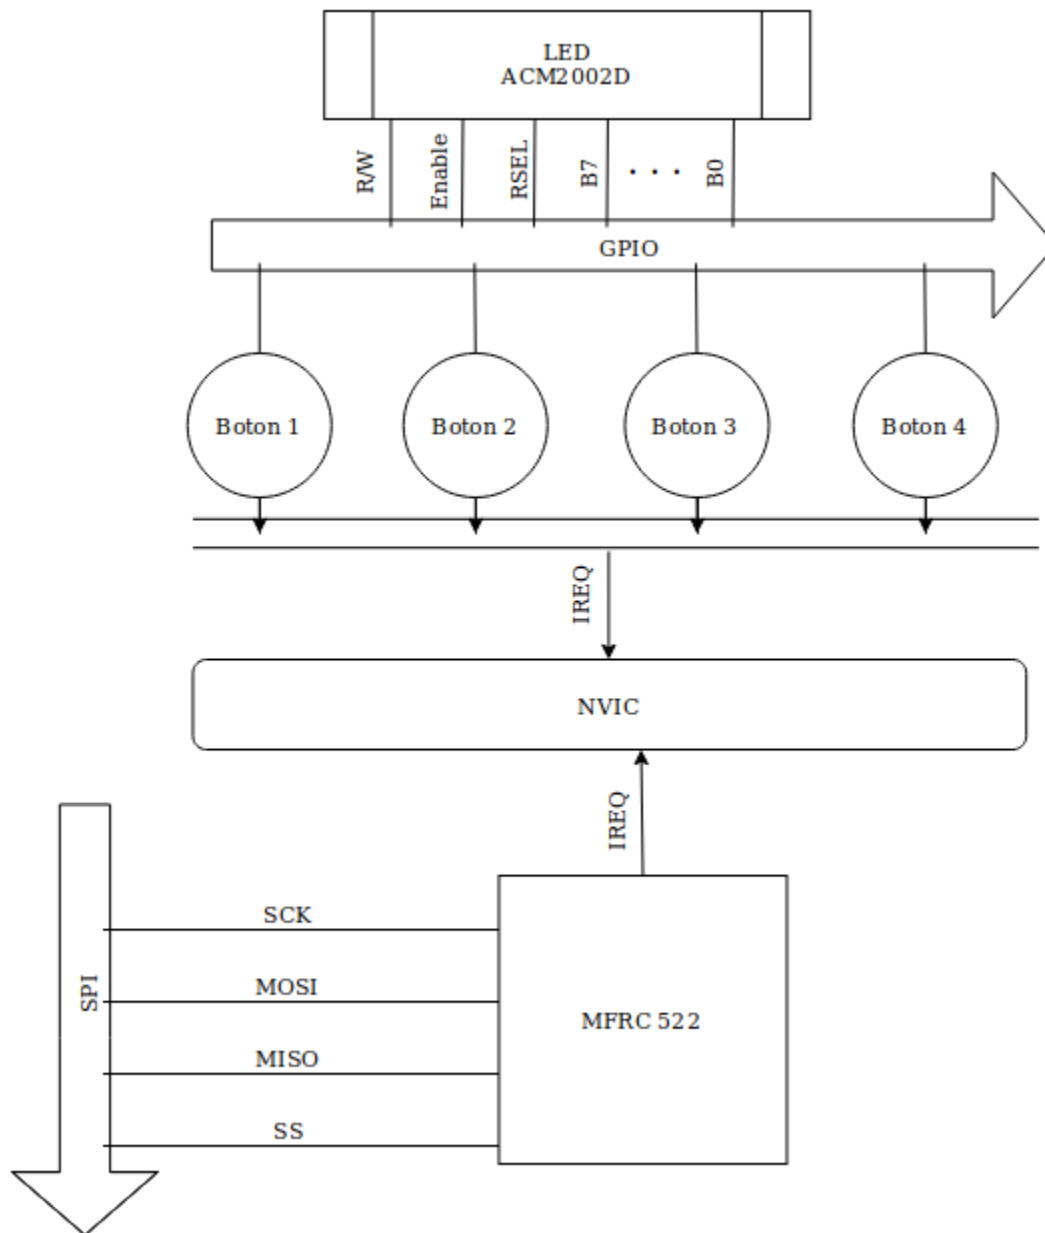 LED
ACM2002D
R/W
Enable
RSEL
B7
. . .
B0
GPIO
Boton 1
Boton 2
Boton 3
Boton 4
IREQ
NVIC
IREQ
SCK
MOSI
SPI
MFRC 522
MISO
SS